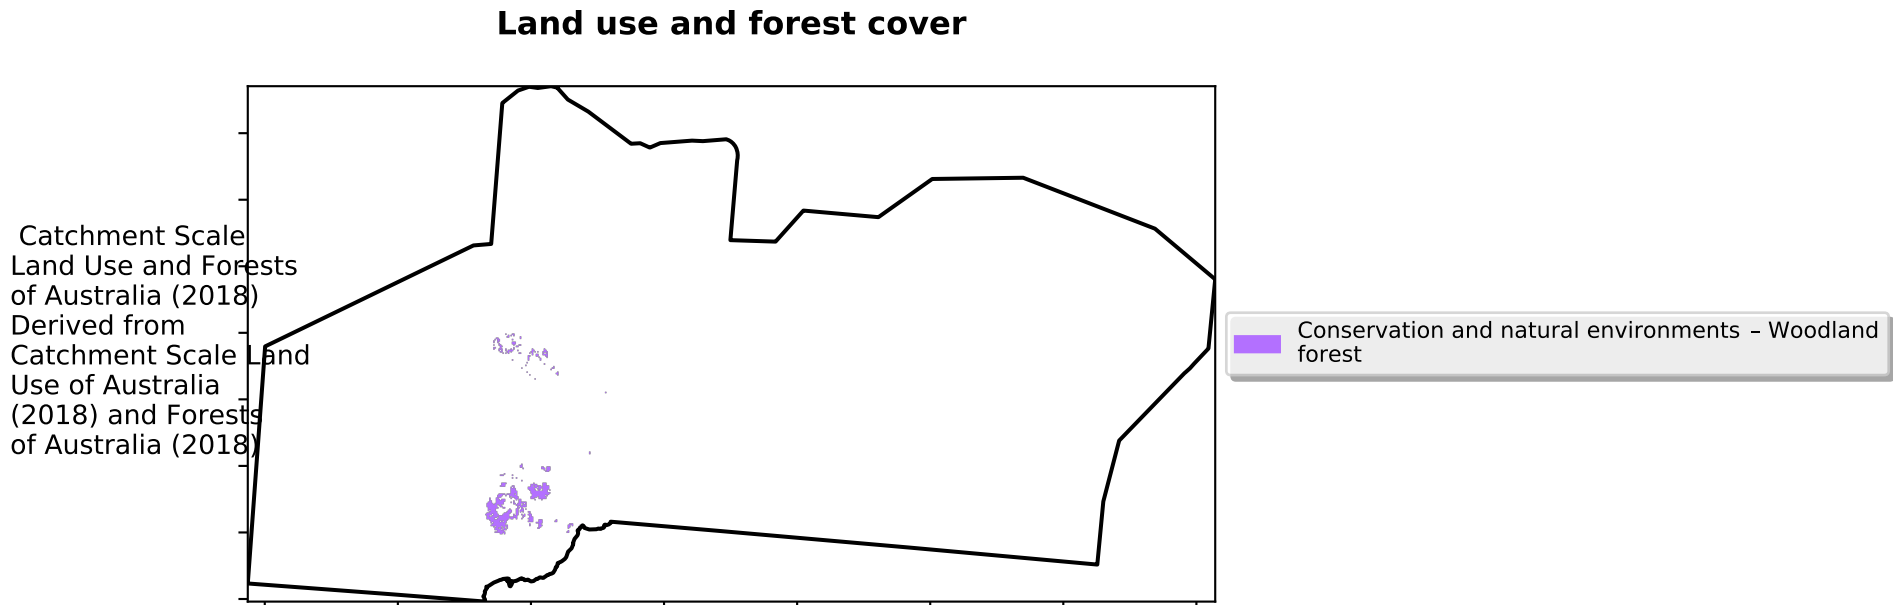 Land use and forest cover
Catchment Scale
Land Use and Forests
of Australia (2018)
Derived from
Catchment Scale Land
Use of Australia
(2018) and Forests
of Australia (2018)
Conservation and natural environments – Woodland
forest